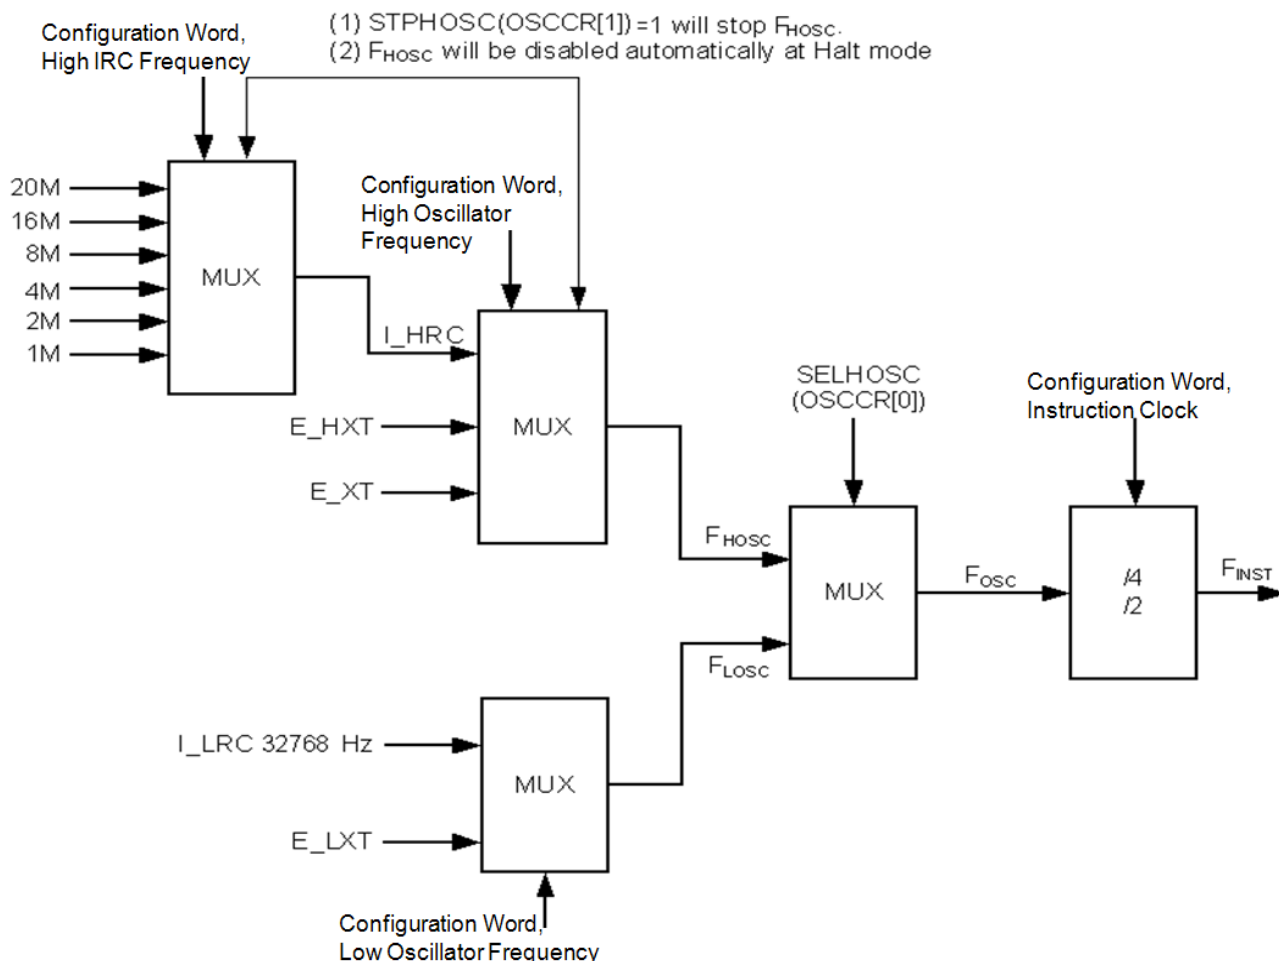 Configuration Word,
High IRC Frequency
(1) STPHOSC(OSCCR[1])=1 will stop FHOSC.
(2) FHOSC will be disabled automatically at Halt mode
20M
16M
8M
4M
2M
1M
MUX
Configuration Word,
High Oscillator
Frequency
I_HRC
E_HXT
E_XT
MUX
SELHOSC
(OSCCR[0])
Configuration Word,
Instruction Clock
FHOSC
FLOSC
MUX
FOSC
/4
/2
FINST
I_LRC 32768 Hz
E_LXT
MUX
Configuration Word,
Low Oscillator Frequency